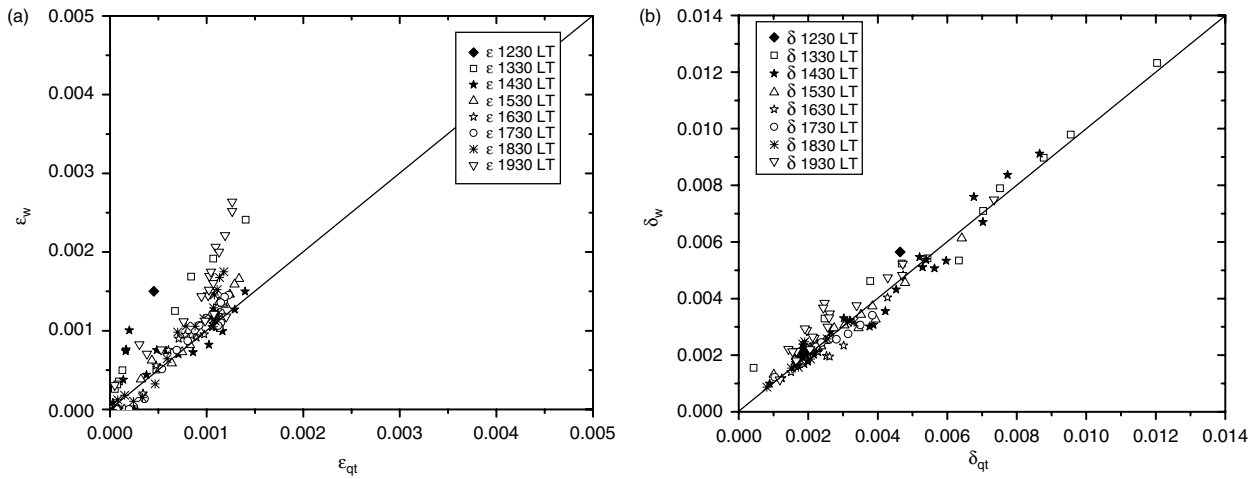 (a)
0.005
0.004
0.003
0.002
0.001
0.000
ε_w
ε 1230 LT
ε 1330 LT
ε 1430 LT
ε 1530 LT
ε 1630 LT
ε 1730 LT
ε 1830 LT
ε 1930 LT
0.000 0.001 0.002 0.003 0.004 0.005
ε_qt
(b)
0.014
0.012
0.010
0.008
0.006
0.004
0.002
0.000
δ_w
δ 1230 LT
δ 1330 LT
δ 1430 LT
δ 1530 LT
δ 1630 LT
δ 1730 LT
δ 1830 LT
δ 1930 LT
0.000 0.002 0.004 0.006 0.008 0.010 0.012 0.014
δ_qt